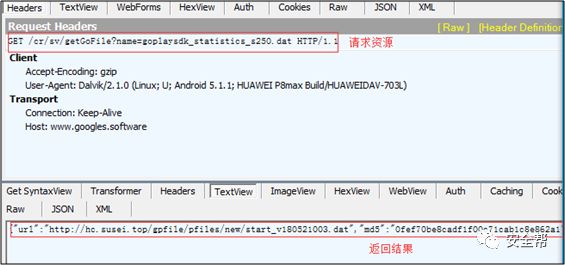 Headers TextView WebForms HexView Auth Cookies Raw JSON XML
Request Headers [ Raw ] [Header Definition
GET /cr/sv/getGoFile?name=goplaysdk_statistics_s250.dat HTTP/1.1 请求资源
Client
Accept-Encoding: gzip
User-Agent: Dalvik/2.1.0 (Linux; U; Android 5.1.1; HUAWEI P8max Build/HUAWEIDAV-703L)
Transport
Connection: Keep-Alive
Host: www.googles.software
Get SyntaxView Transformer Headers TextView ImageView HexView WebView Auth Caching Cook
Raw JSON XML
{"url":"http://hc.susei.top/gpfile/pfiles/new/start_v180521003.dat","md5":
返回结果
安全帮